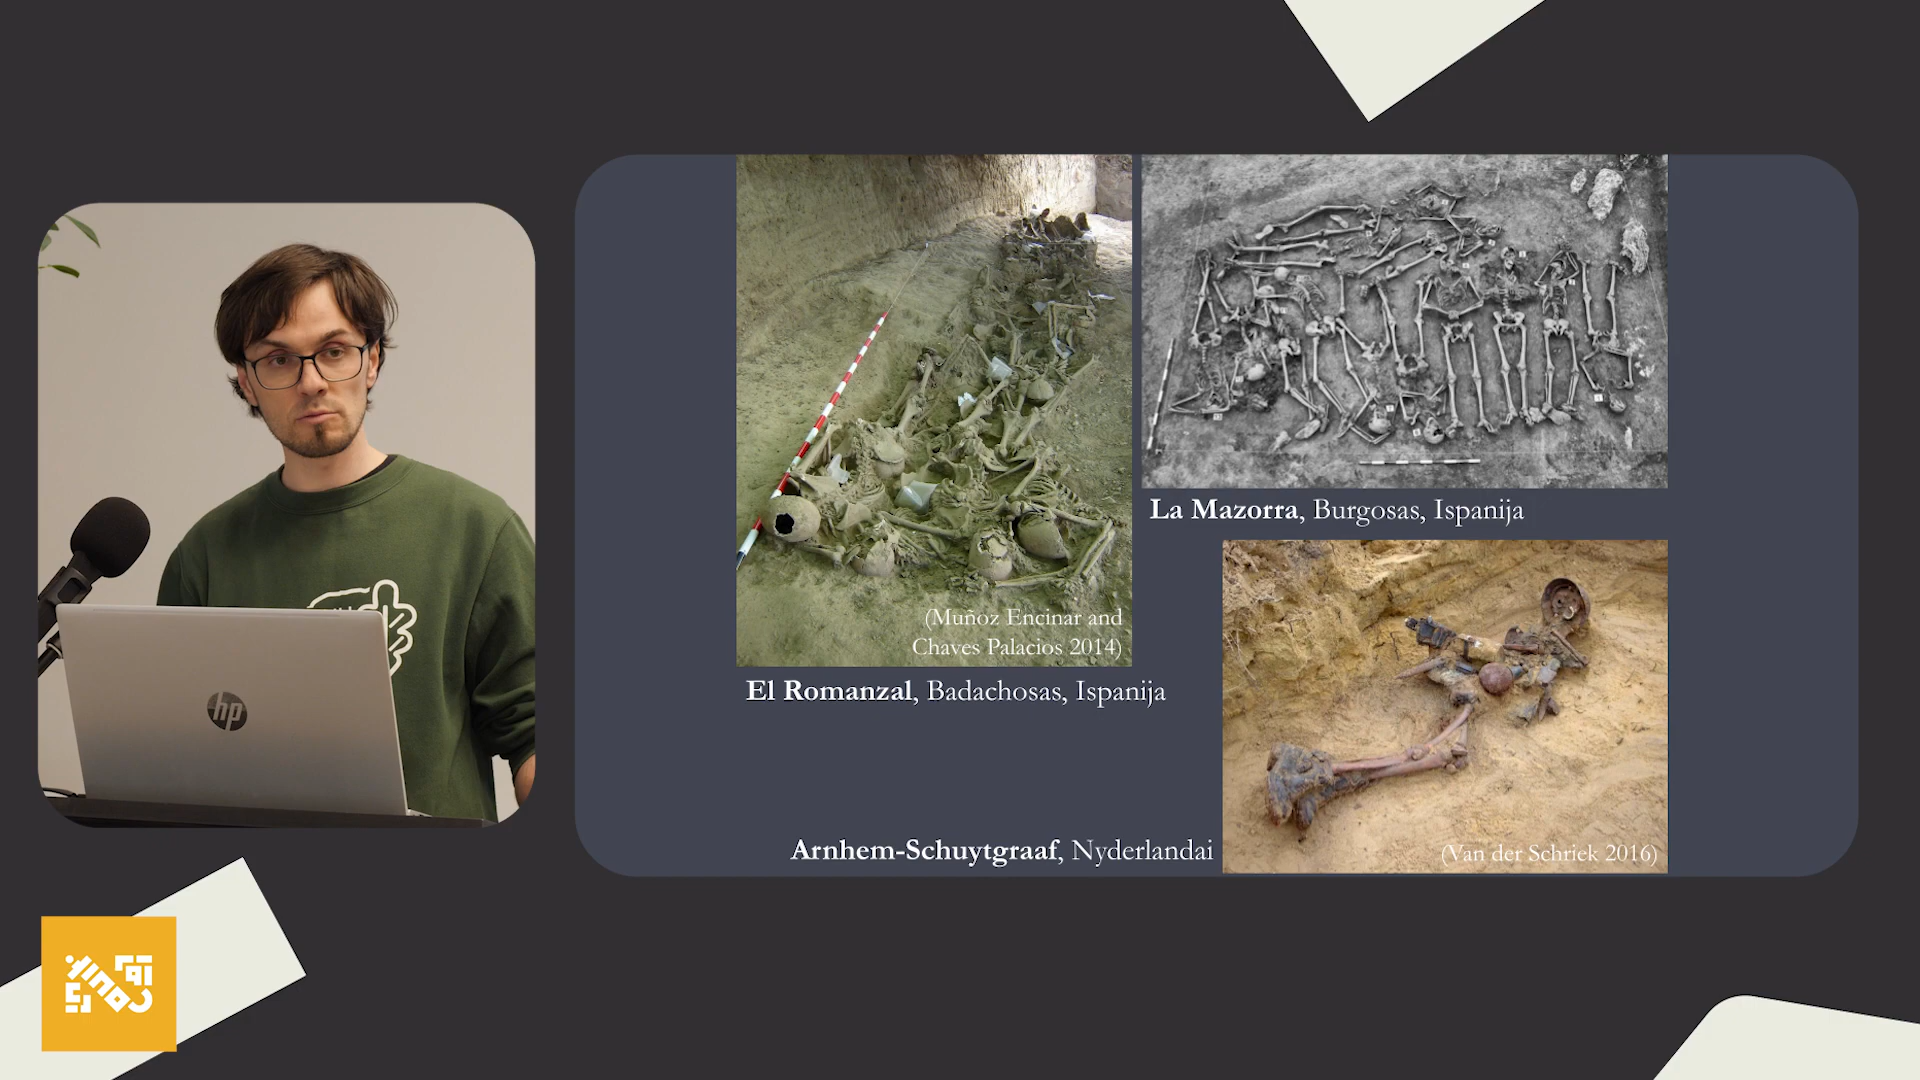 La Mazorra, Burgosas, Ispanija
(Muñoz Encinar and
Chaves Palacios 2014)
El Romanzal, Badachosas, Ispanija
Arnhem-Schuytgraaf, Nyderlandai
(Van der Schriek 2016)
hp